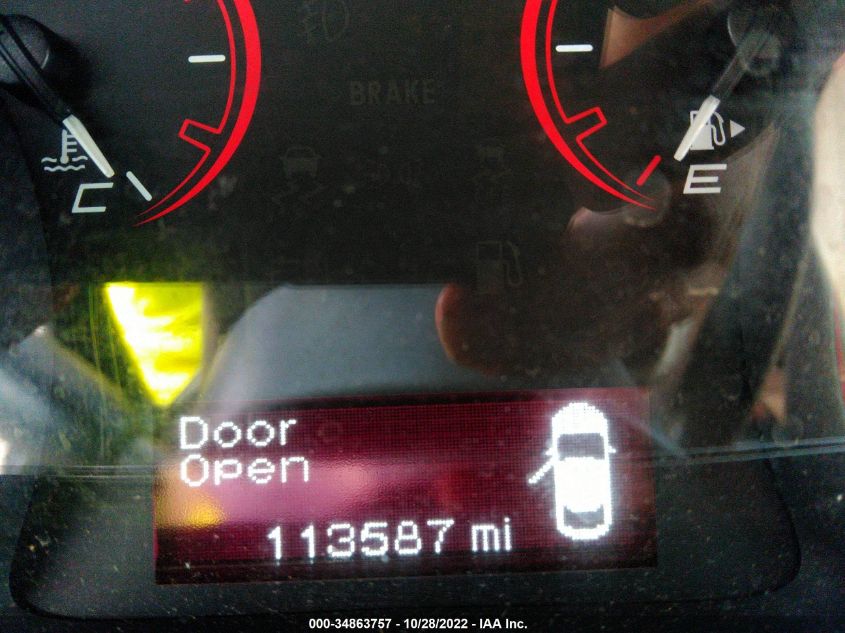 BRAKE
C
E
Door
Open
113587 mi
000-34863757 - 10/28/2022 - IAA Inc.